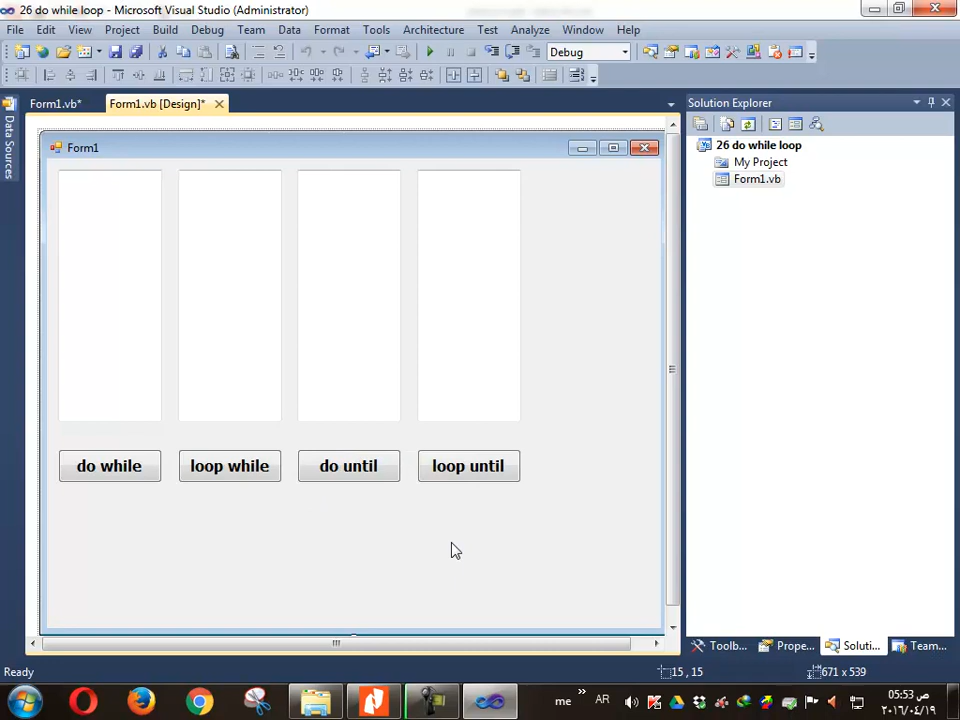 26 do while loop - Microsoft Visual Studio (Administrator)
File Edit View Project Build Debug Team Data Format Tools Architecture Test Analyze Window Help
Debug
Form1.vb* Form1.vb [Design]*
Solution Explorer
Data Sources
Form1
26 do while loop
My Project
Form1.vb
do while loop while do until loop until
Toolb... Prope... Soluti... Team...
Ready 15 , 15 671 x 539
me » AR
05:53 ص
٢٠١٦/٠٤/١٩